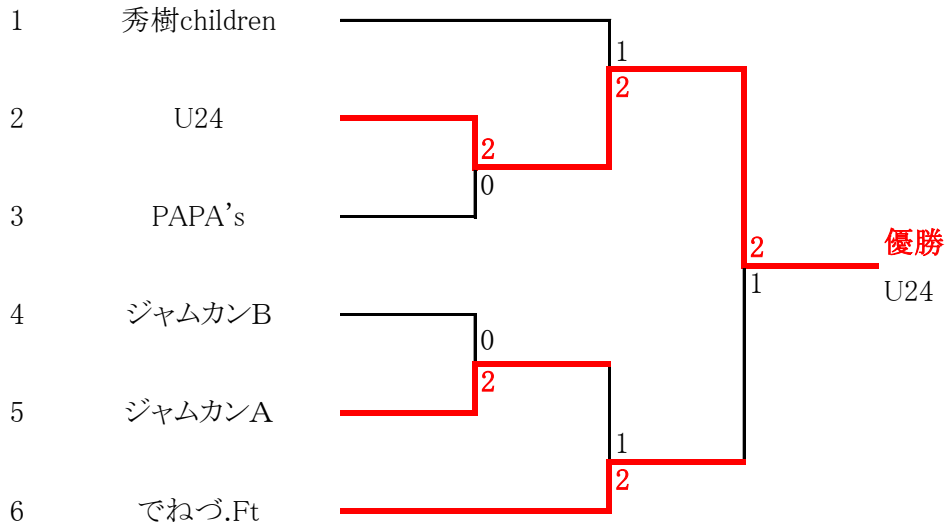 1 秀樹children
1
2
2 U24
2
0
3 PAPA's
2 優勝
1 U24
4 ジャムカンB
0
2
5 ジャムカンA
1
2
6 でねづ.Ft